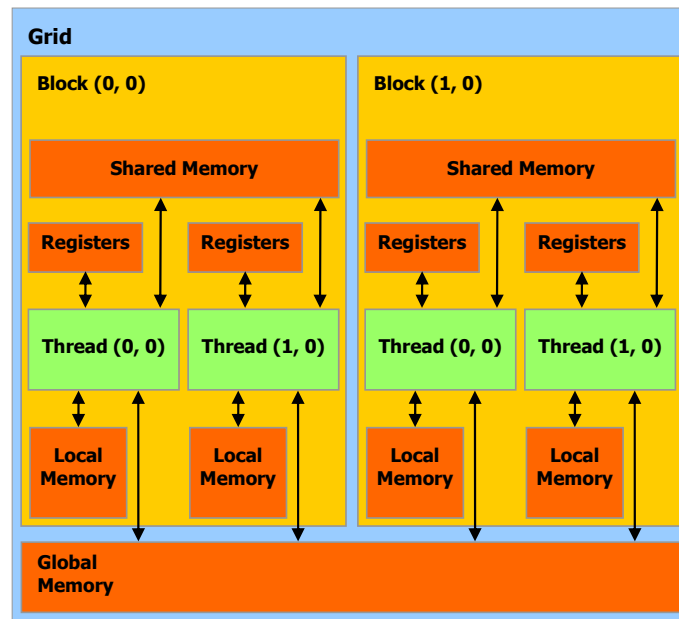 Grid
Block (0, 0)
Shared Memory
Registers
Registers
Thread (0, 0)
Thread (1, 0)
Local
Memory
Local
Memory
Block (1, 0)
Shared Memory
Registers
Registers
Thread (0, 0)
Thread (1, 0)
Local
Memory
Local
Memory
Global
Memory